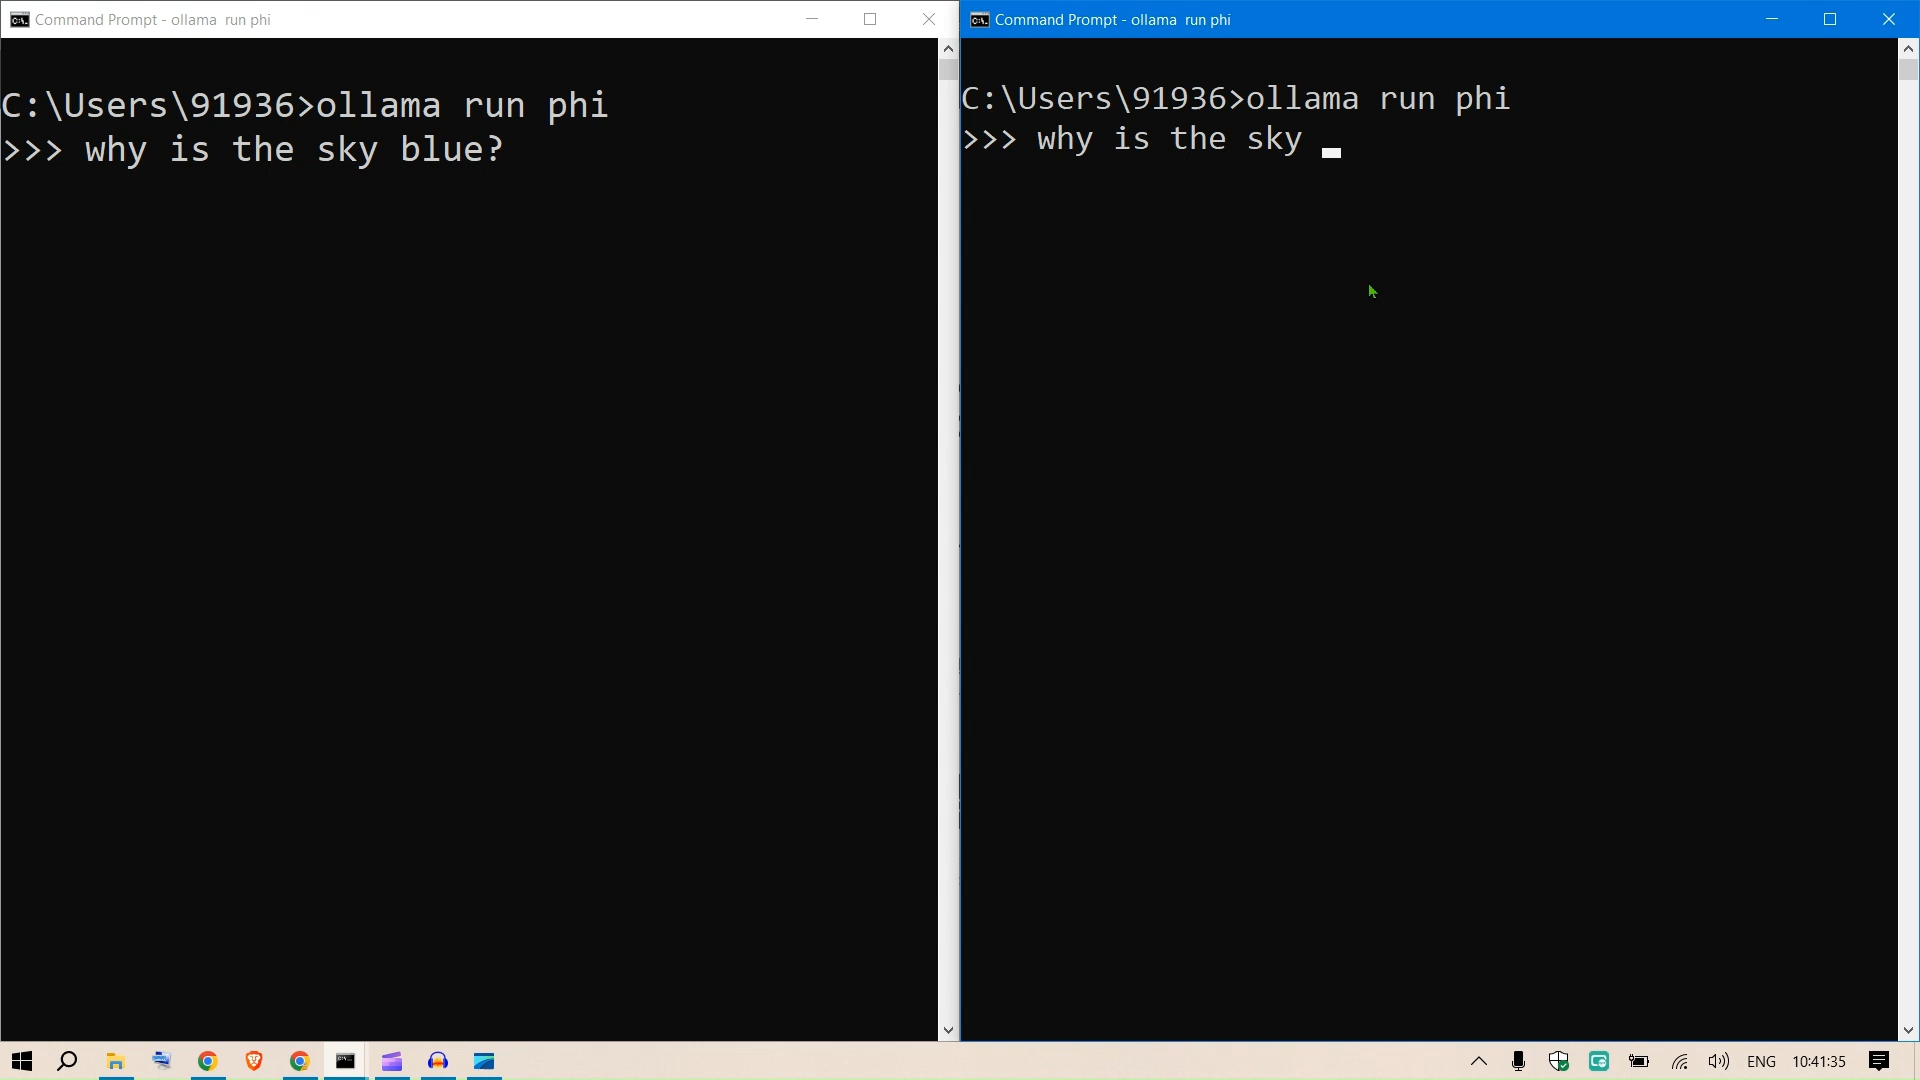 Command Prompt - ollama  run phi
C:\Users\91936>ollama run phi
>>> why is the sky blue?
Command Prompt - ollama  run phi
C:\Users\91936>ollama run phi
>>> why is the sky
ENG 10:41:35